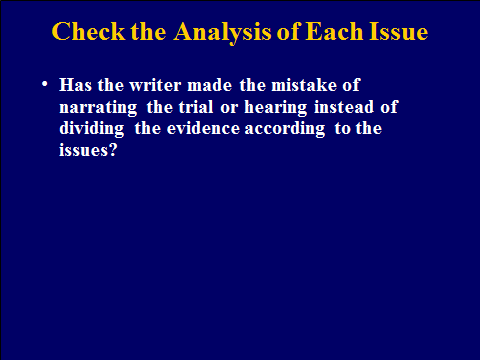 Check the Analysis of Each Issue
• Has the writer made the mistake of
narrating the trial or hearing instead of
dividing the evidence according to the
issues?